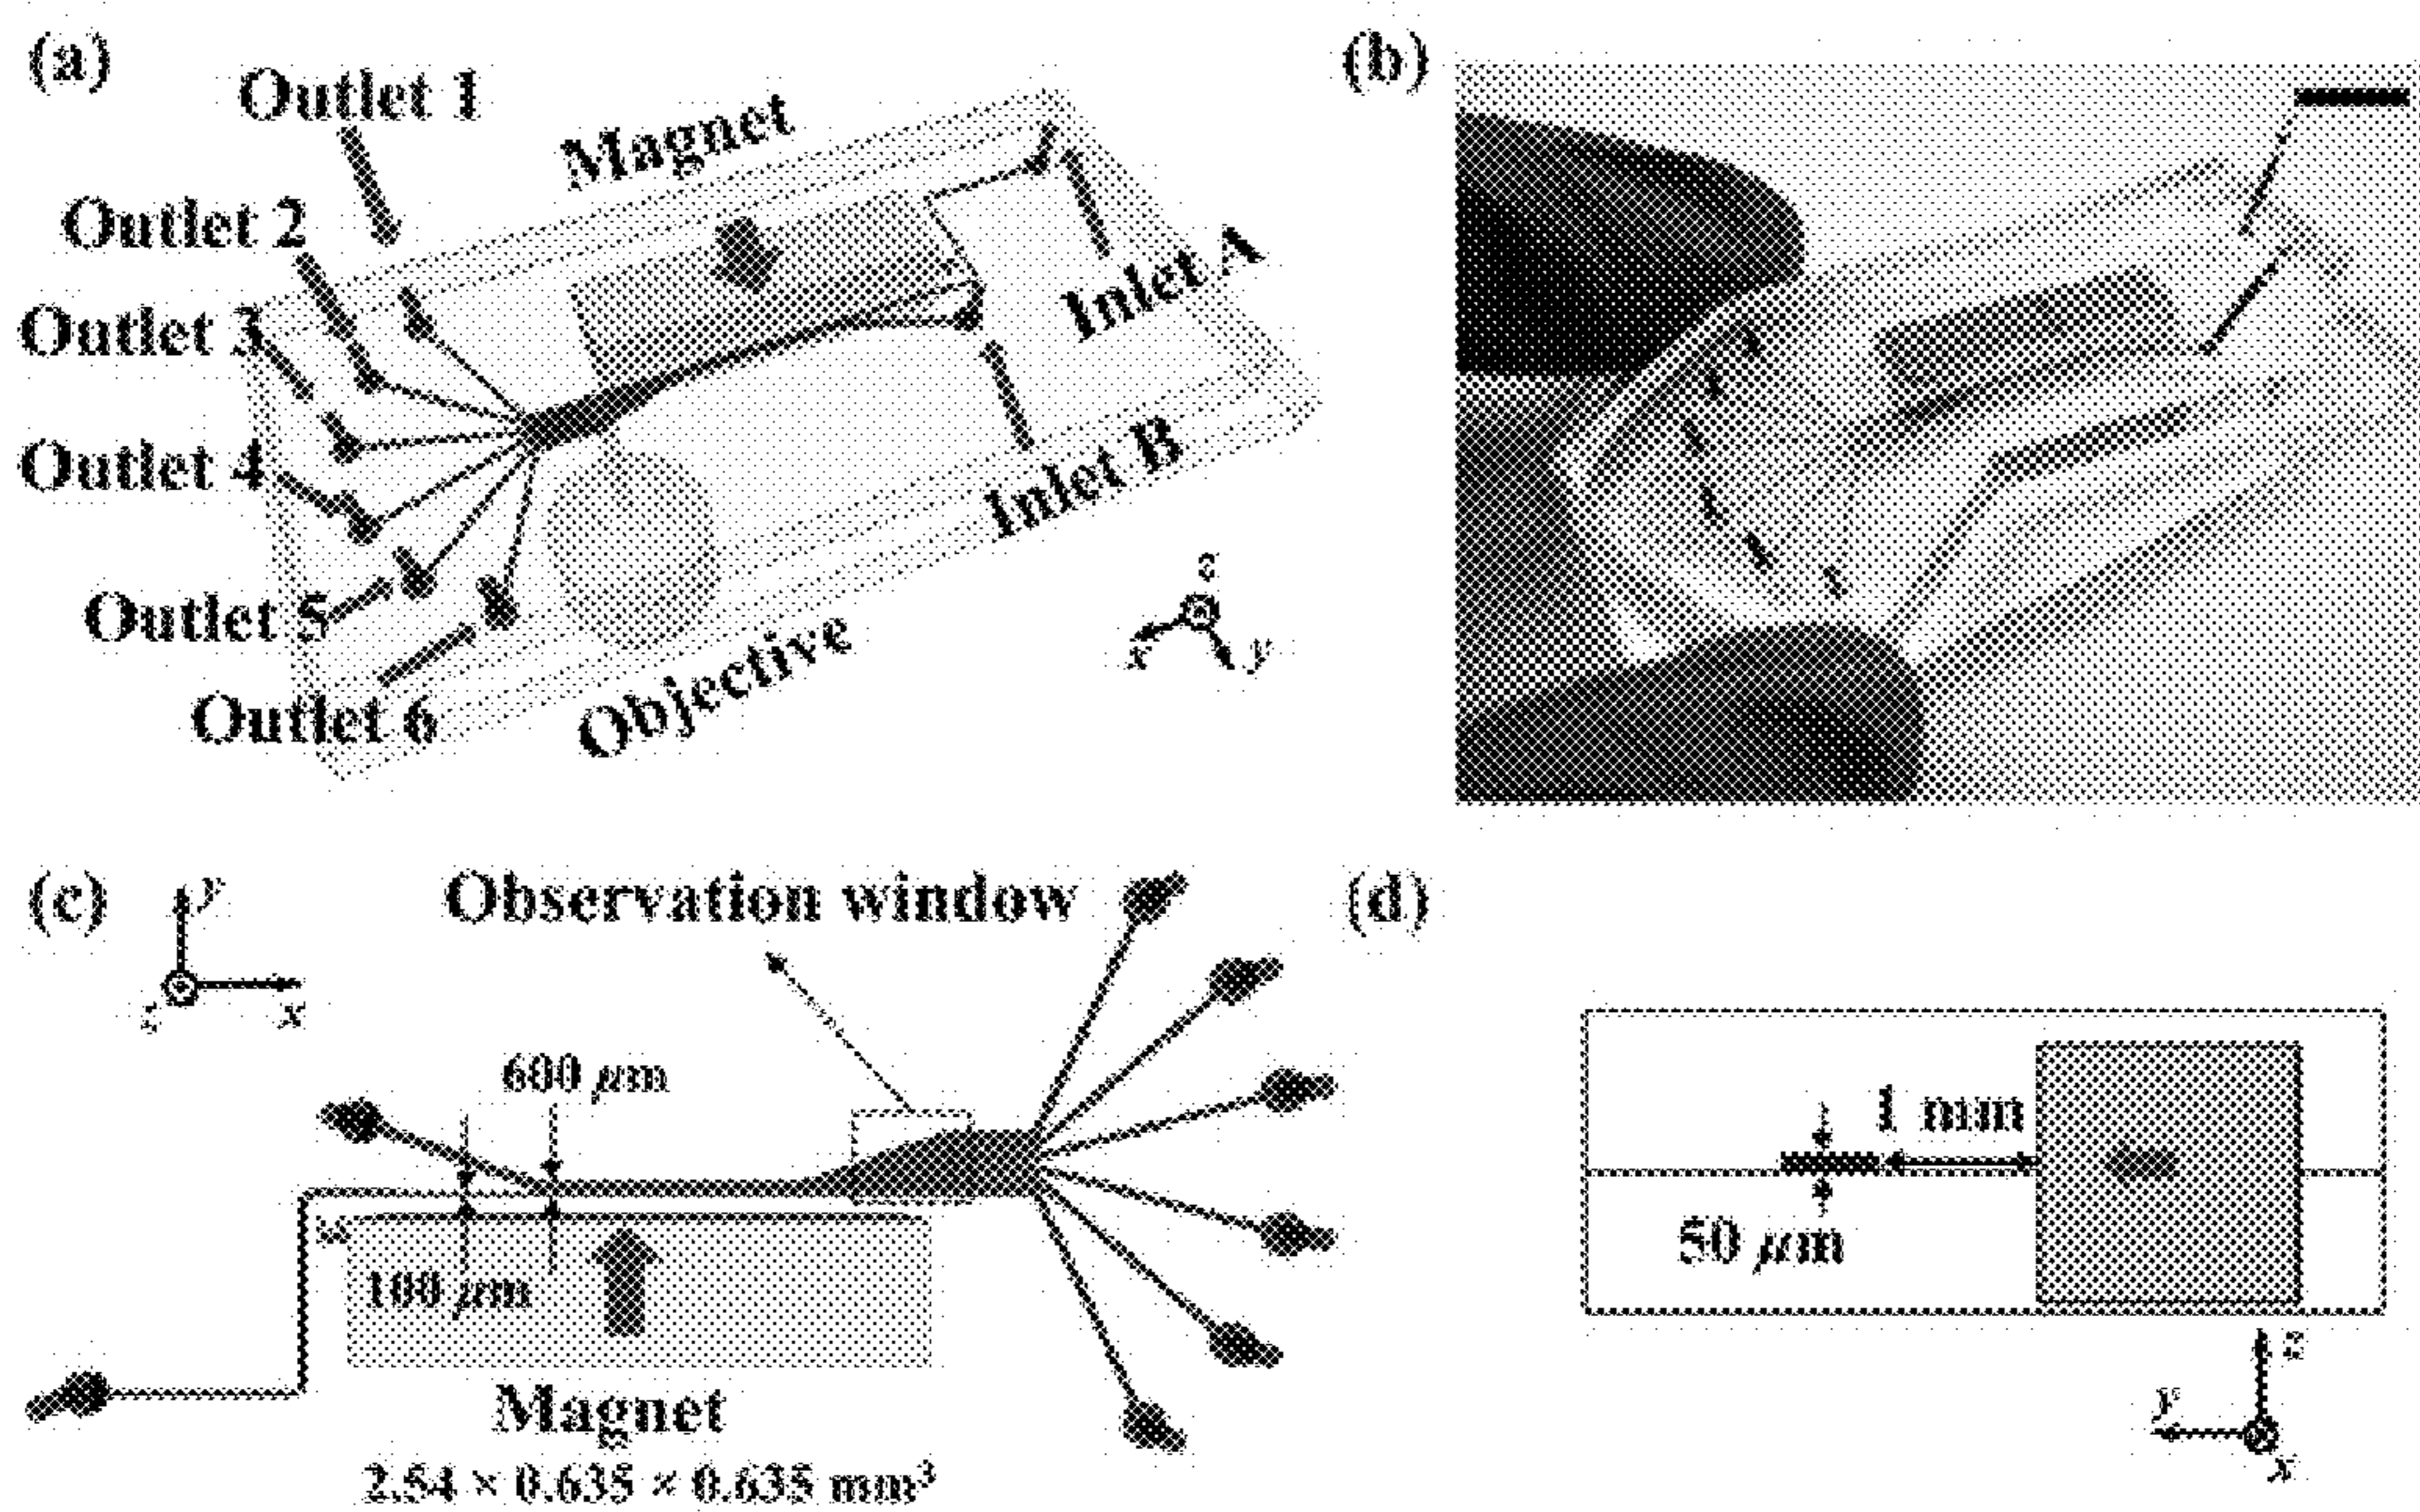 (a)
Outlet 1
Magnet
Outlet 2
Outlet 3
Outlet 4
Outlet 5
Outlet 6
Inlet A
Inlet B
Objective
z
x
y
(b)
(c)
y
z
x
Observation window
600 μm
100 μm
Magnet
2.54 × 0.635 × 0.635 mm³
(d)
1 mm
50 μm
z
y
x